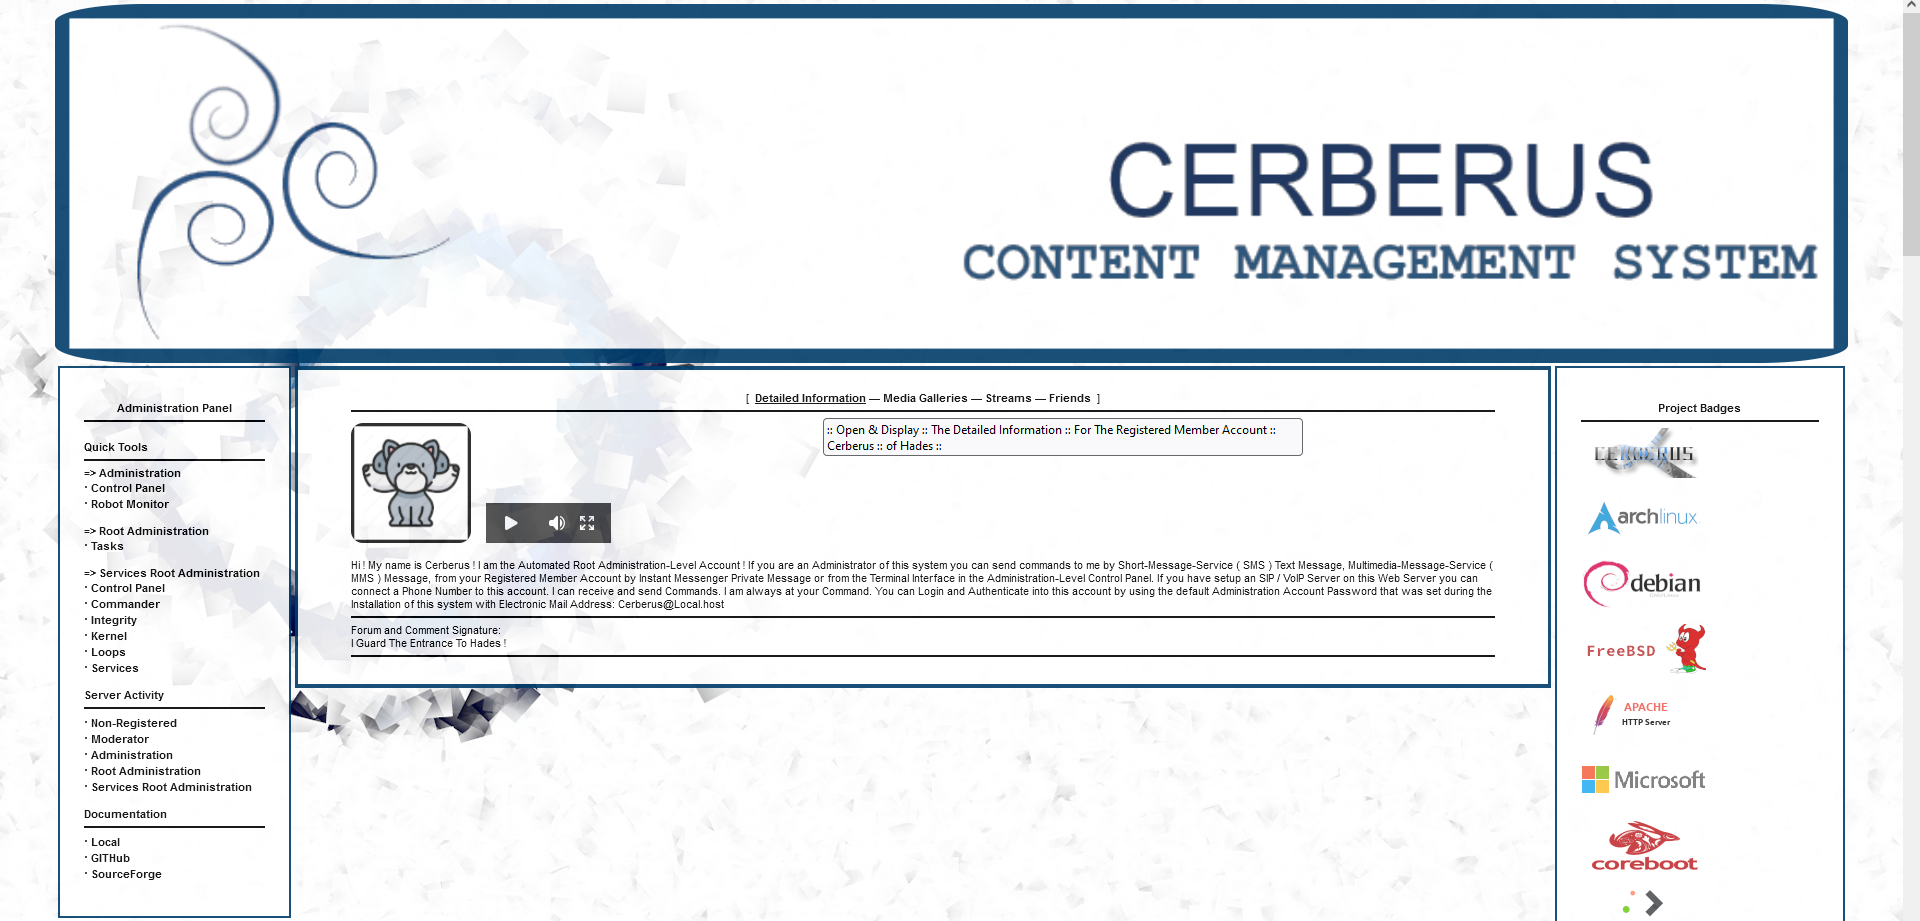 CERBERUS
CONTENT MANAGEMENT SYSTEM
Administration Panel
Quick Tools
=> Administration
· Control Panel
· Robot Monitor
=> Root Administration
· Tasks
=> Services Root Administration
· Control Panel
· Commander
· Integrity
· Kernel
· Loops
· Services
Server Activity
· Non-Registered
· Moderator
· Administration
· Root Administration
· Services Root Administration
Documentation
· Local
· GITHub
· SourceForge
[ Detailed Information — Media Galleries — Streams — Friends ]
:: Open & Display :: The Detailed Information :: For The Registered Member Account ::
Cerberus :: of Hades ::
Hi ! My name is Cerberus ! I am the Automated Root Administration-Level Account ! If you are an Administrator of this system you can send commands to me by Short-Message-Service ( SMS ) Text Message, Multimedia-Message-Service (
MMS ) Message, from your Registered Member Account by Instant Messenger Private Message or from the Terminal Interface in the Administration-Level Control Panel. If you have setup an SIP / VoIP Server on this Web Server you can
connect a Phone Number to this account. I can receive and send Commands. I am always at your Command. You can Login and Authenticate into this account by using the default Administration Account Password that was set during the
Installation of this system with Electronic Mail Address: Cerberus@Local.host
Forum and Comment Signature:
I Guard The Entrance To Hades !
Project Badges
CERBERUS
archlinux
debian
FreeBSD
APACHE
HTTP Server
Microsoft
coreboot